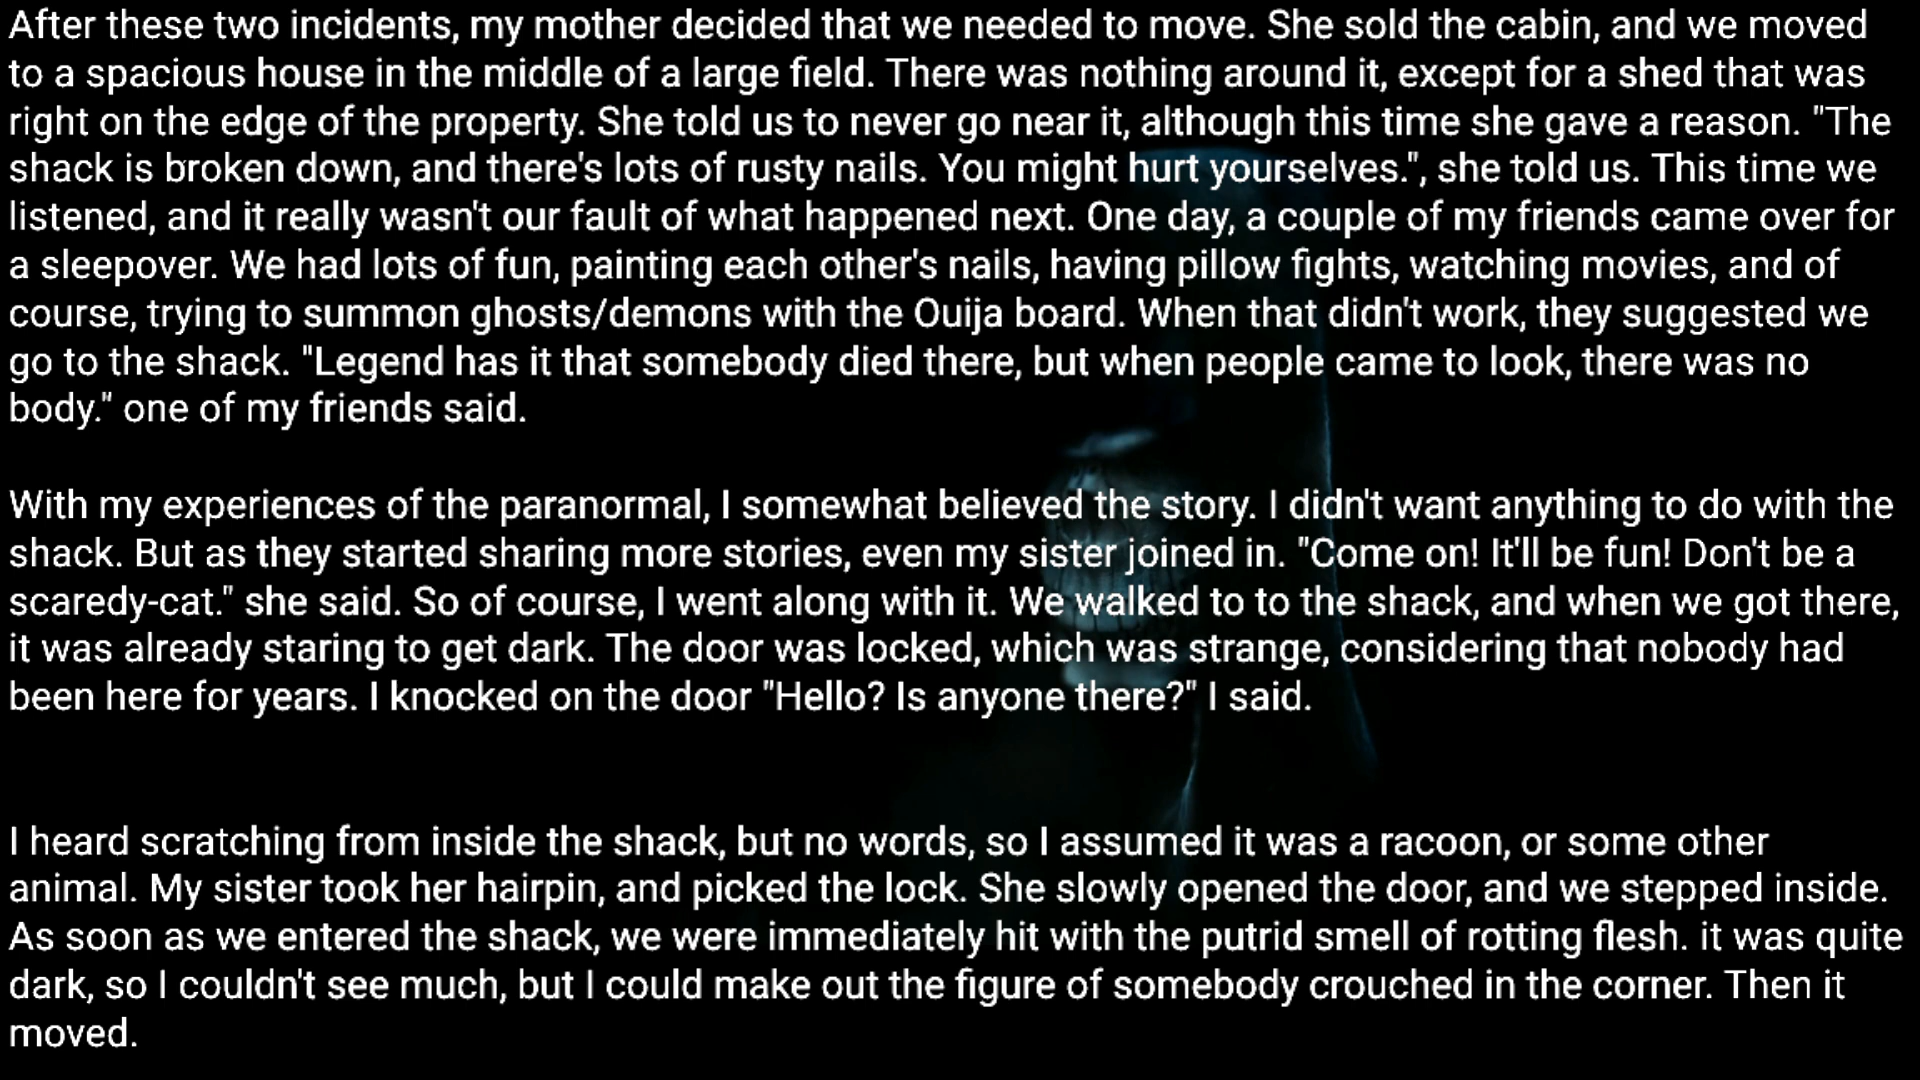 After these two incidents, my mother decided that we needed to move. She sold the cabin, and we moved
to a spacious house in the middle of a large field. There was nothing around it, except for a shed that was
right on the edge of the property. She told us to never go near it, although this time she gave a reason. "The
shack is broken down, and there's lots of rusty nails. You might hurt yourselves.", she told us. This time we
listened, and it really wasn't our fault of what happened next. One day, a couple of my friends came over for
a sleepover. We had lots of fun, painting each other's nails, having pillow fights, watching movies, and of
course, trying to summon ghosts/demons with the Ouija board. When that didn't work, they suggested we
go to the shack. "Legend has it that somebody died there, but when people came to look, there was no
body." one of my friends said.
With my experiences of the paranormal, I somewhat believed the story. I didn't want anything to do with the
shack. But as they started sharing more stories, even my sister joined in. "Come on! It'll be fun! Don't be a
scaredy-cat." she said. So of course, I went along with it. We walked to to the shack, and when we got there,
it was already staring to get dark. The door was locked, which was strange, considering that nobody had
been here for years. I knocked on the door "Hello? Is anyone there?" I said.
I heard scratching from inside the shack, but no words, so I assumed it was a racoon, or some other
animal. My sister took her hairpin, and picked the lock. She slowly opened the door, and we stepped inside.
As soon as we entered the shack, we were immediately hit with the putrid smell of rotting flesh. it was quite
dark, so I couldn't see much, but I could make out the figure of somebody crouched in the corner. Then it
moved.